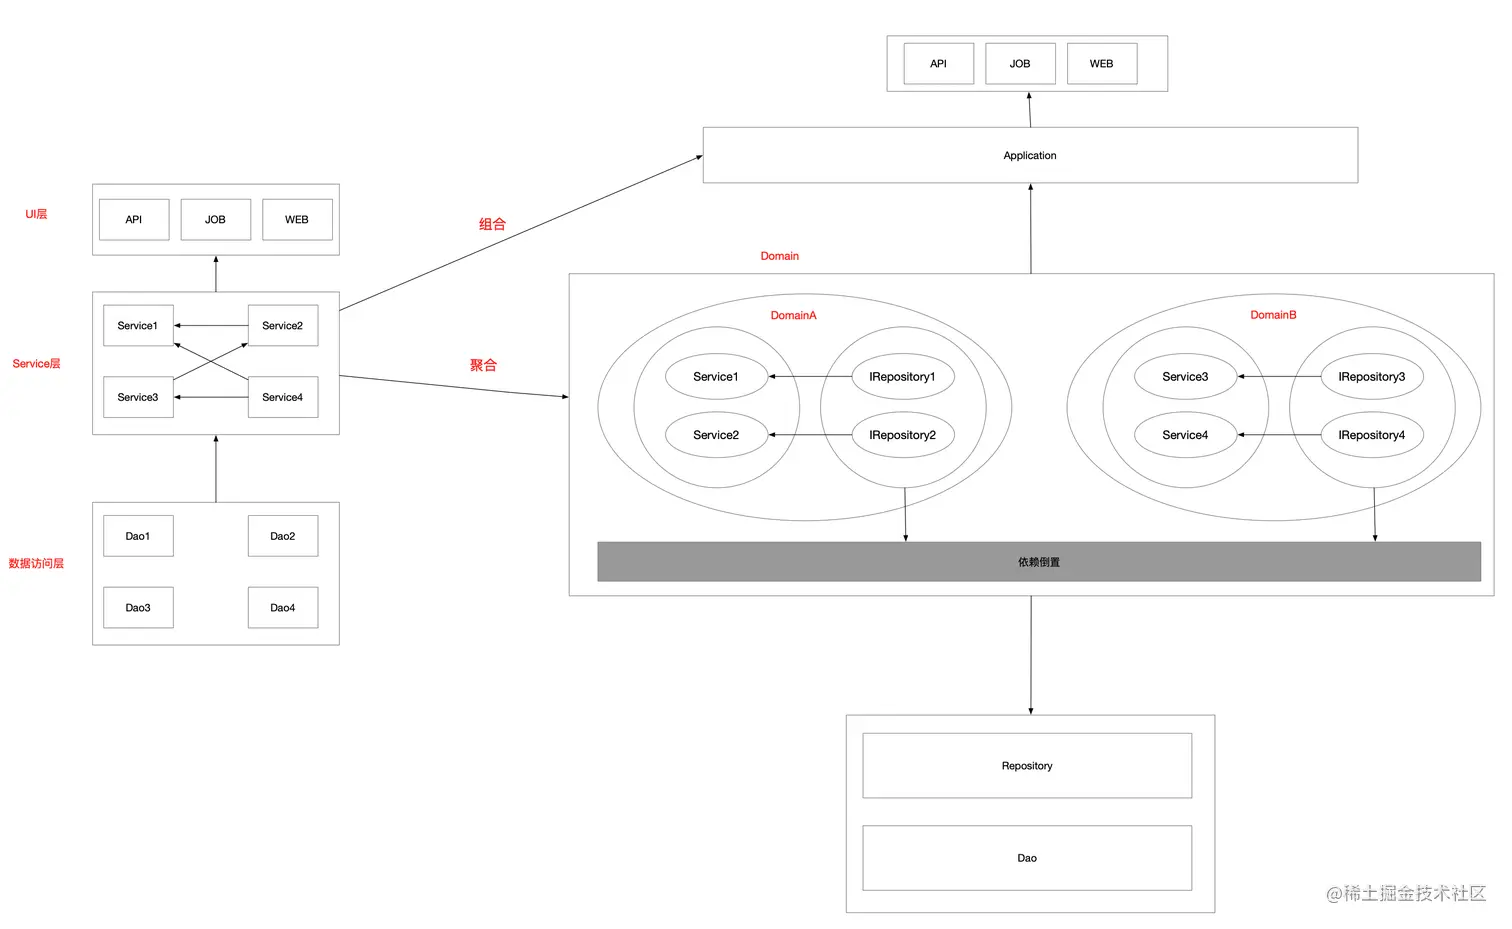 UI层
API
JOB
WEB
Service层
Service1
Service2
Service3
Service4
数据访问层
Dao1
Dao2
Dao3
Dao4
组合
聚合
API
JOB
WEB
Application
Domain
DomainA
Service1
IRepository1
Service2
IRepository2
DomainB
Service3
IRepository3
Service4
IRepository4
依赖倒置
Repository
Dao
@稀土掘金技术社区